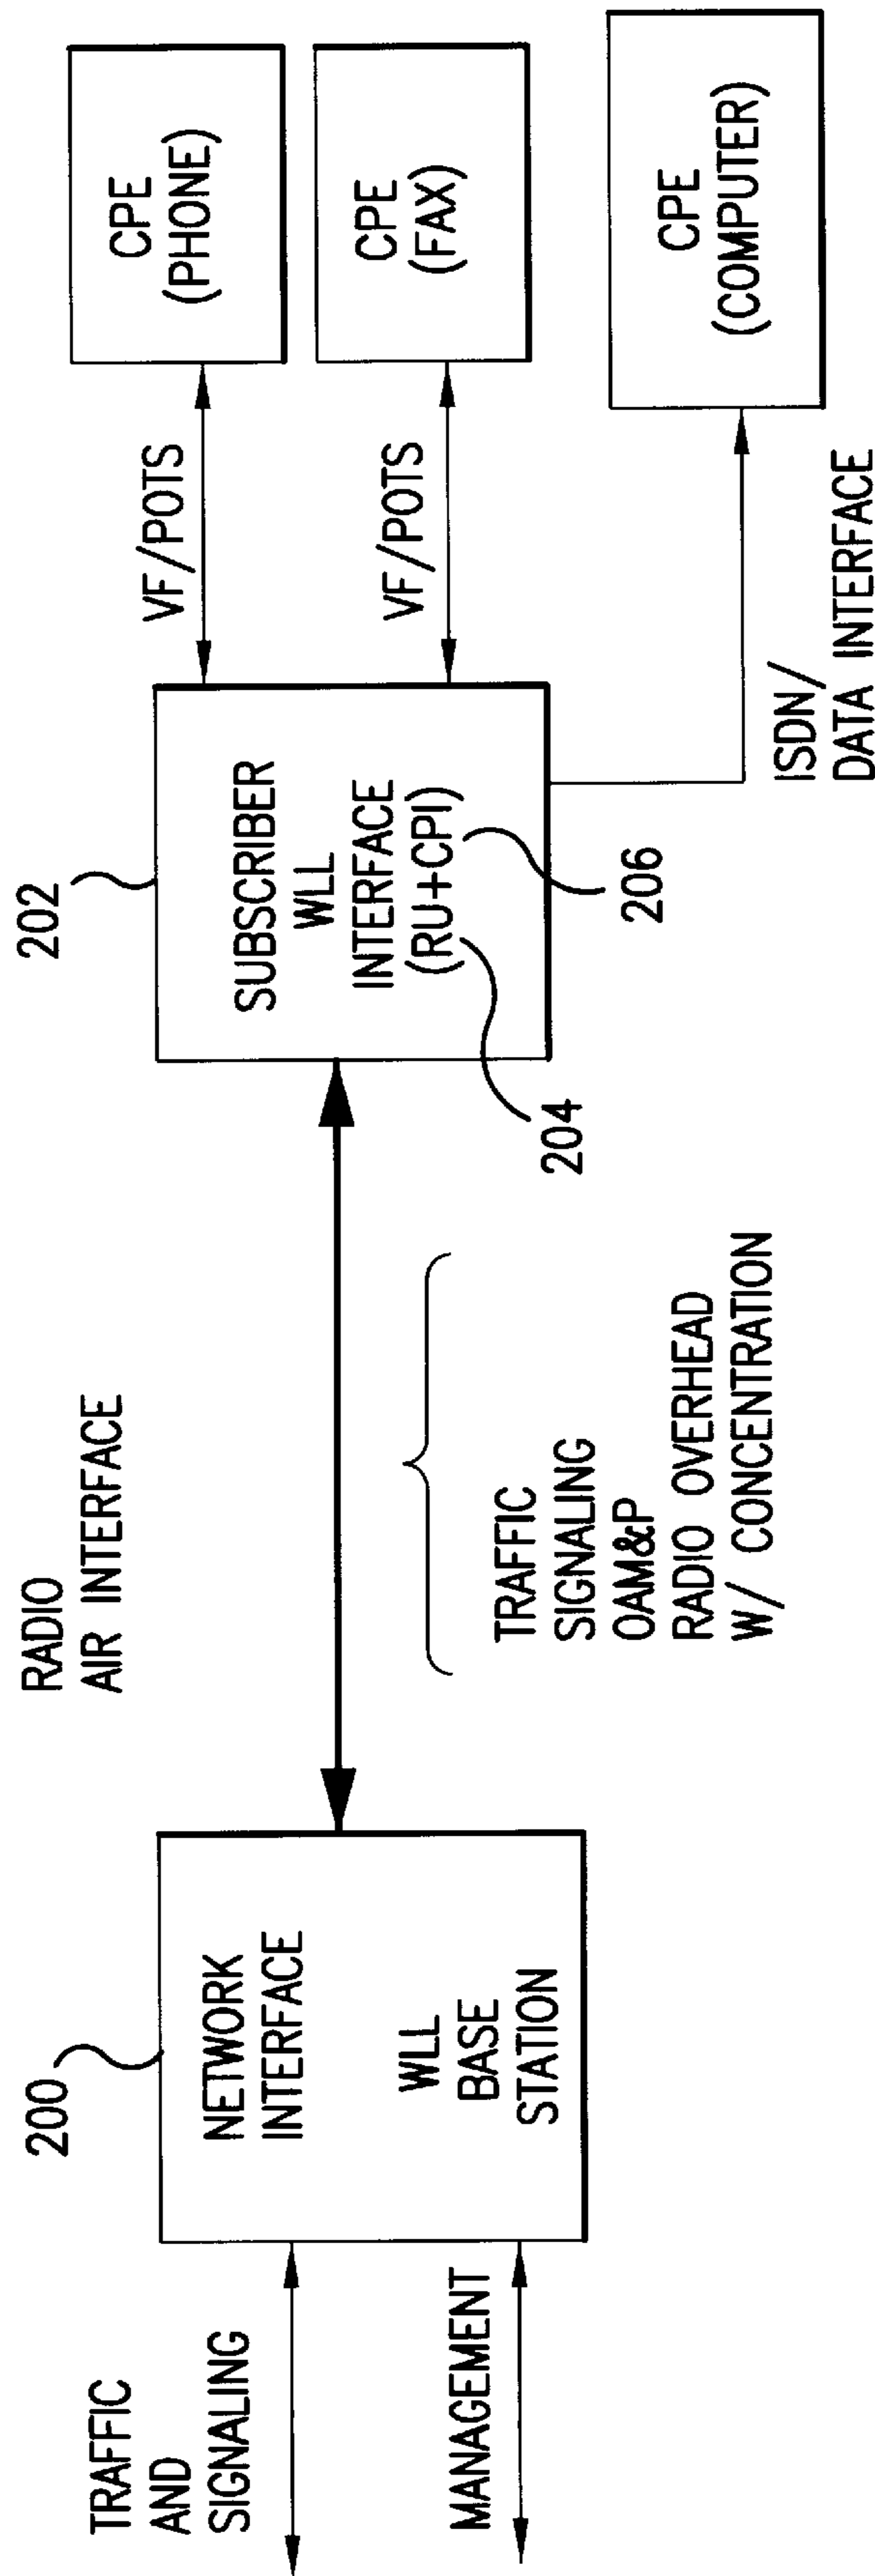 TRAFFIC
AND
SIGNALING
MANAGEMENT
200
NETWORK
INTERFACE
WLL
BASE
STATION
RADIO
AIR INTERFACE
TRAFFIC
SIGNALING
OAM&P
RADIO OVERHEAD
W/ CONCENTRATION
202
SUBSCRIBER
WLL
INTERFACE
(RU+CPI)
204
206
VF/POTS
VF/POTS
ISDN/
DATA INTERFACE
CPE
(PHONE)
CPE
(FAX)
CPE
(COMPUTER)